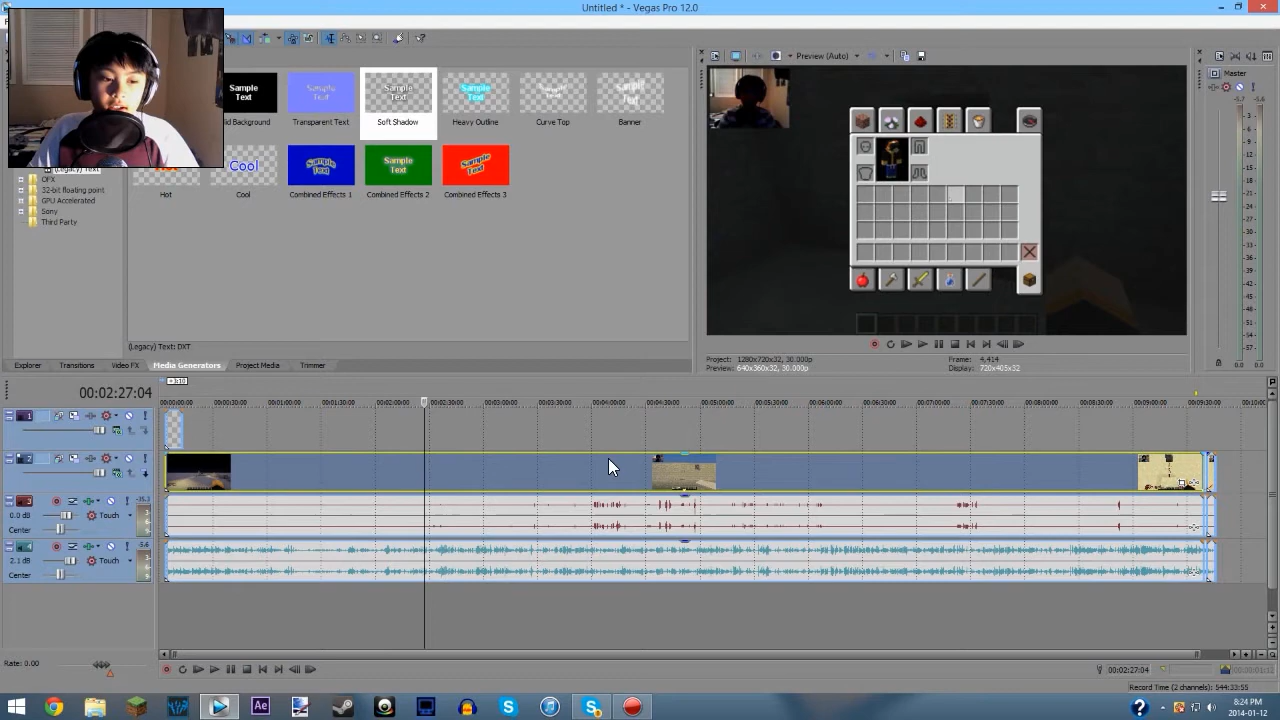 Untitled * - Vegas Pro 12.0
Preview (Auto)
Master
Sample Text
Sample Text
Sample Text
Sample Text
Sample Text
Sample Text
Transparent Text
Soft Shadow
Heavy Outline
Curve Top
Banner
Cool
Sample Text
Sample Text
Sample Text
Hot
Cool
Combined Effects 1
Combined Effects 2
Combined Effects 3
(Legacy) Text
OFX
32-bit floating point
GPU Accelerated
Sony
Third Party
(Legacy) Text: DXT
Explorer
Transitions
Video FX
Media Generators
Project Media
Trimmer
Project: 1280x720x32, 30.000p
Preview: 640x360x32, 30.000p
Frame: 4,414
Display: 720x405x32
00:02:27:04
+3:10
00:00:00:00
00:00:30:00
00:01:00:00
00:01:30:00
00:02:00:00
00:02:30:00
00:03:00:00
00:03:30:00
00:04:00:00
00:04:30:00
00:05:00:00
00:05:30:00
00:06:00:00
00:06:30:00
00:07:00:00
00:07:30:00
00:08:00:00
00:08:30:00
00:09:00:00
00:09:30:00
1
2
0.0 dB
Touch
Center
2.1 dB
Touch
-5.6
Center
Rate: 0.00
00:02:27:04
Record Time (2 channels): 544:33:55
8:24 PM
2014-01-12